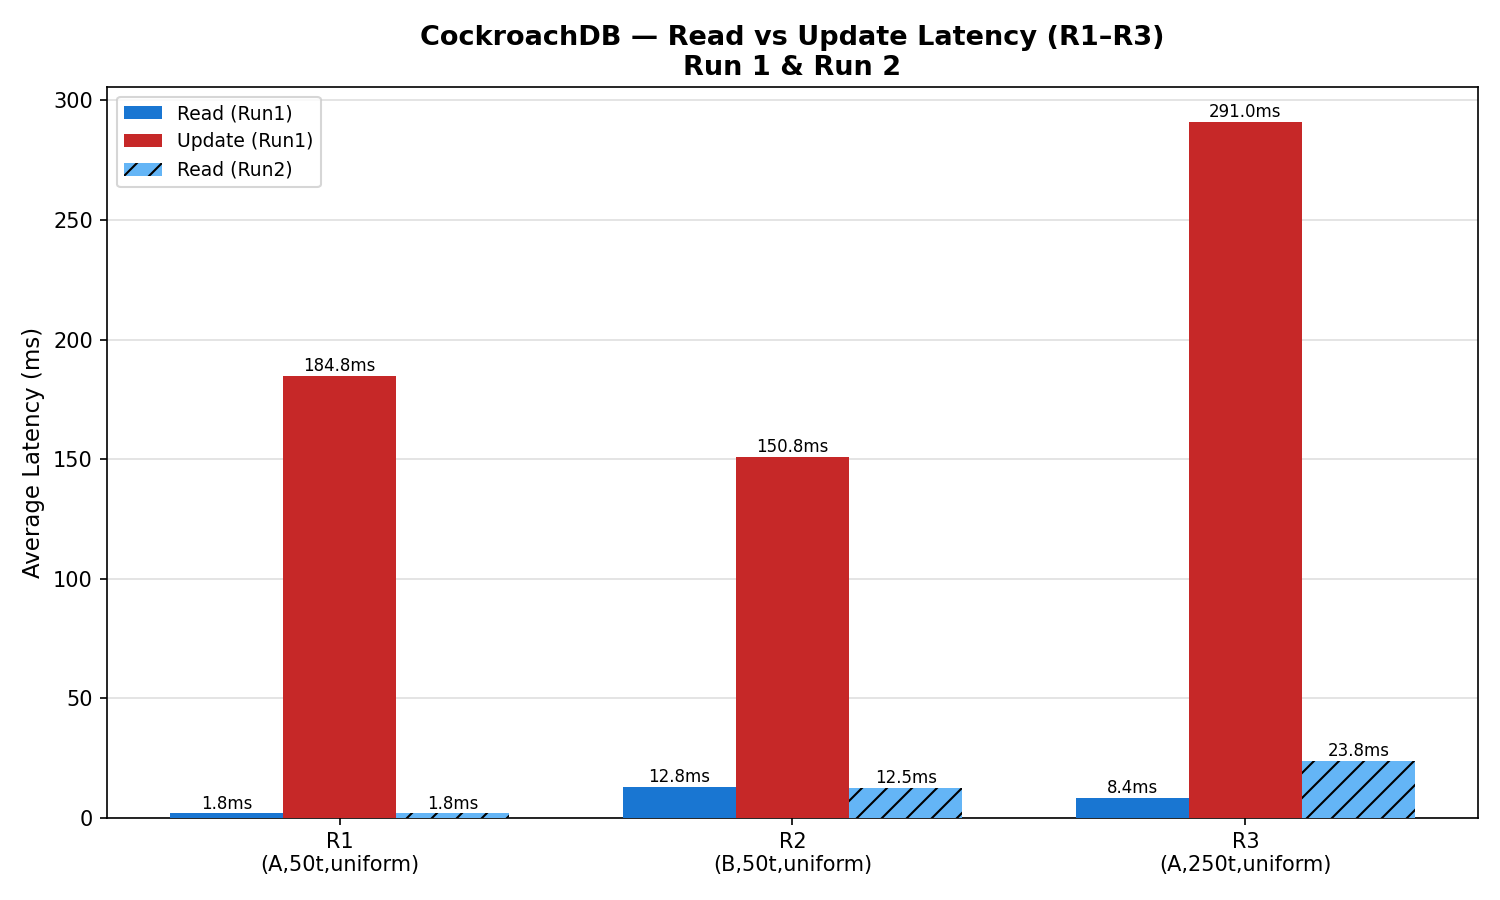 CockroachDB — Read vs Update Latency (R1–R3)
Run 1 & Run 2
Read (Run1)
Update (Run1)
Read (Run2)
Average Latency (ms)
300
250
200
150
100
50
0
1.8ms
184.8ms
1.8ms
12.8ms
150.8ms
12.5ms
8.4ms
291.0ms
23.8ms
R1
(A,50t,uniform)
R2
(B,50t,uniform)
R3
(A,250t,uniform)